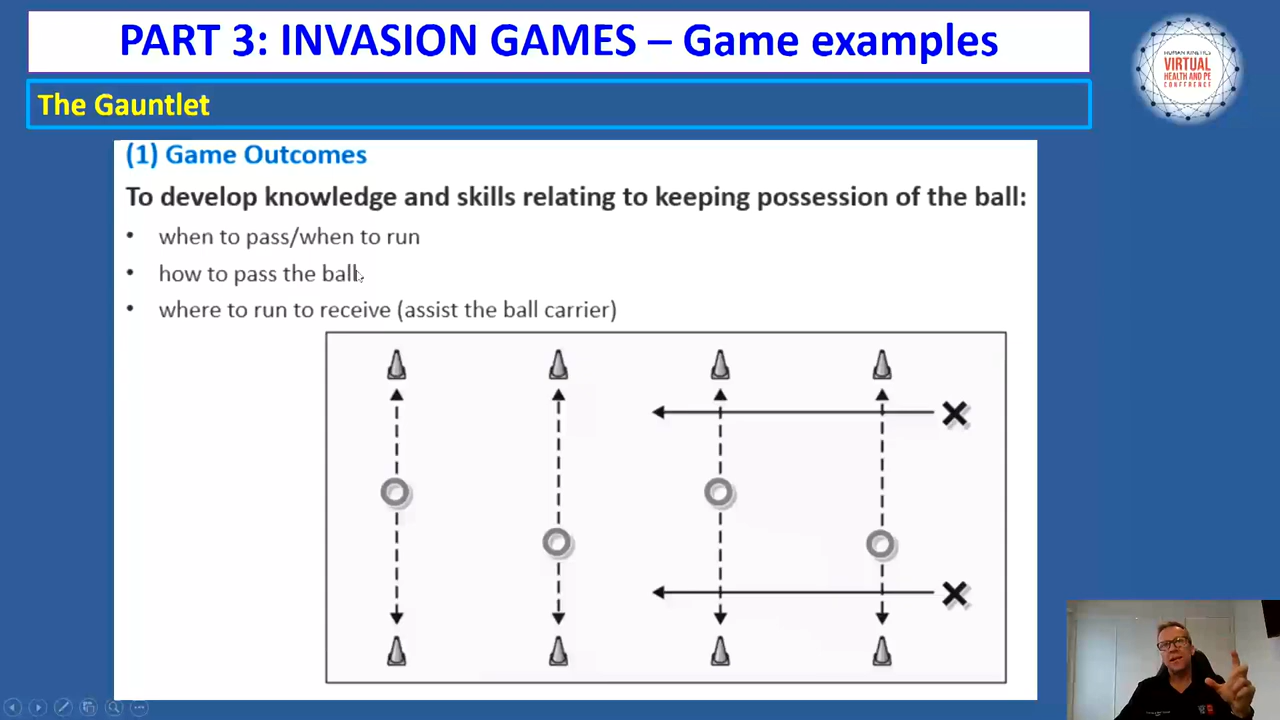 PART 3: INVASION GAMES – Game examples
HUMAN KINETICS
VIRTUAL
HEALTH AND PE
CONFERENCE
The Gauntlet
(1) Game Outcomes
To develop knowledge and skills relating to keeping possession of the ball:
• when to pass/when to run
• how to pass the ball
• where to run to receive (assist the ball carrier)